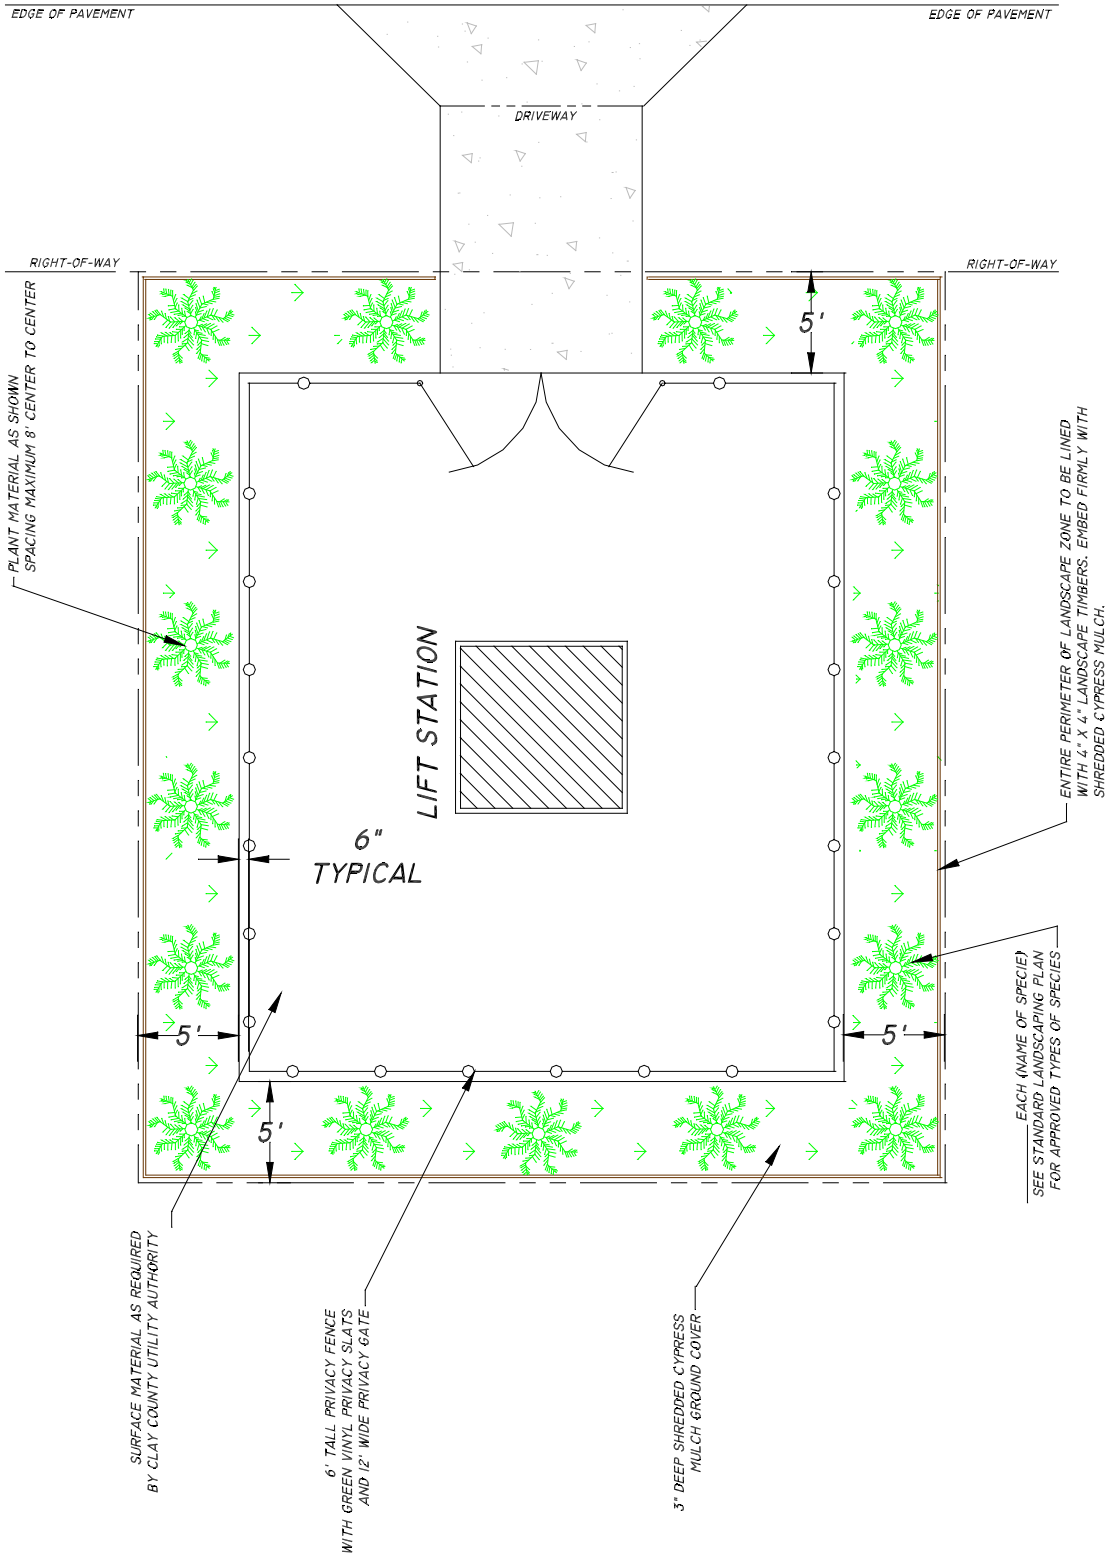 EDGE OF PAVEMENT
EDGE OF PAVEMENT
DRIVEWAY
RIGHT-OF-WAY
RIGHT-OF-WAY
PLANT MATERIAL AS SHOWN
SPACING MAXIMUM 8' CENTER TO CENTER
5'
ENTIRE PERIMETER OF LANDSCAPE ZONE TO BE LINED
WITH 4" X 4" LANDSCAPE TIMBERS. EMBED FIRMLY WITH
SHREDDED CYPRESS MULCH.
LIFT STATION
6"
TYPICAL
5'
5'
5'
EACH (NAME OF SPECIE)
SEE STANDARD LANDSCAPING PLAN
FOR APPROVED TYPES OF SPECIES
SURFACE MATERIAL AS REQUIRED
BY CLAY COUNTY UTILITY AUTHORITY
6' TALL PRIVACY FENCE
WITH GREEN VINYL PRIVACY SLATS
AND 12' WIDE PRIVACY GATE
3" DEEP SHREDDED CYPRESS
MULCH GROUND COVER